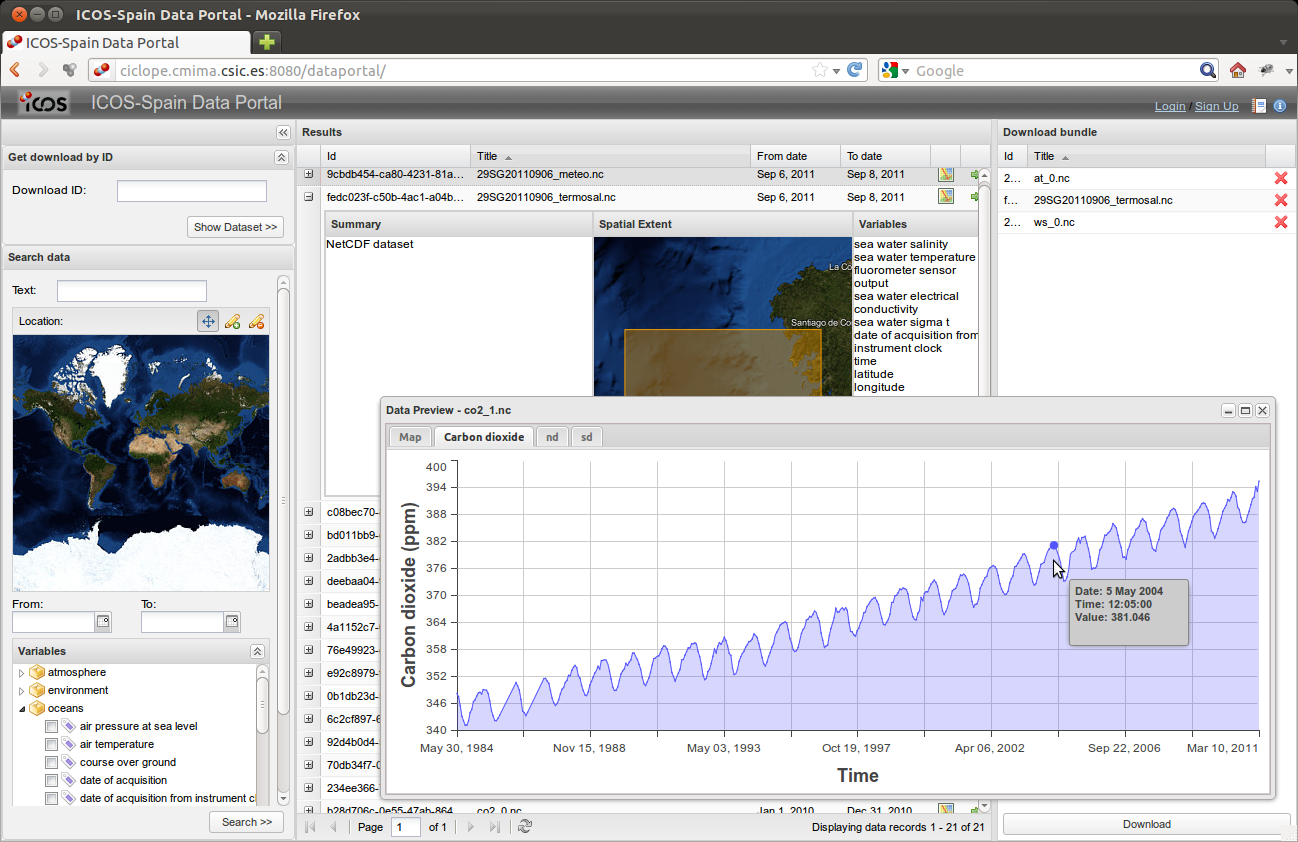 ICOS-Spain Data Portal - Mozilla Firefox
ICOS-Spain Data Portal
ciclope.cmima.csic.es:8080/dataportal/
Google
icos
ICOS-Spain Data Portal
Login / Sign Up
Get download by ID
Download ID:
Show Dataset >>
Search data
Text:
Location:
From:
To:
Variables
atmosphere
environment
oceans
air pressure at sea level
air temperature
course over ground
date of acquisition
date of acquisition from instrument cl
Search >>
Results
Id Title From date To date
9cbdb454-ca80-4231-81a... 29SG20110906_meteo.nc Sep 6, 2011 Sep 8, 2011
fedc023f-c50b-4ac1-a04b... 29SG20110906_termosal.nc Sep 6, 2011 Sep 8, 2011
Summary Spatial Extent Variables
NetCDF dataset
La Co
Santiago de Co
sea water salinity
sea water temperature
fluorometer sensor
output
sea water electrical
conductivity
sea water sigma t
date of acquisition from
instrument clock
time
latitude
longitude
c08bec70-
bd011bb9-
2adbb3e4-
deebaa04-
beadea95-
4a1152c7-
76e49923-
e92c8979-
0b1db23d-
6c2cf897-6
92d4b0d4-
70db34f7-0
234ee366-
b28d706c-0e55-47ab-864... co2_0.nc Jan 1, 2010 Dec 31, 2010
Page 1 of 1
Displaying data records 1 - 21 of 21
Data Preview - co2_1.nc
Map Carbon dioxide nd sd
Carbon dioxide (ppm)
400
394
388
382
376
370
364
358
352
346
340
Date: 5 May 2004
Time: 12:05:00
Value: 381.046
May 30, 1984 Nov 15, 1988 May 03, 1993 Oct 19, 1997 Apr 06, 2002 Sep 22, 2006 Mar 10, 2011
Time
Download bundle
Id Title
2... at_0.nc
f... 29SG20110906_termosal.nc
2... ws_0.nc
Download